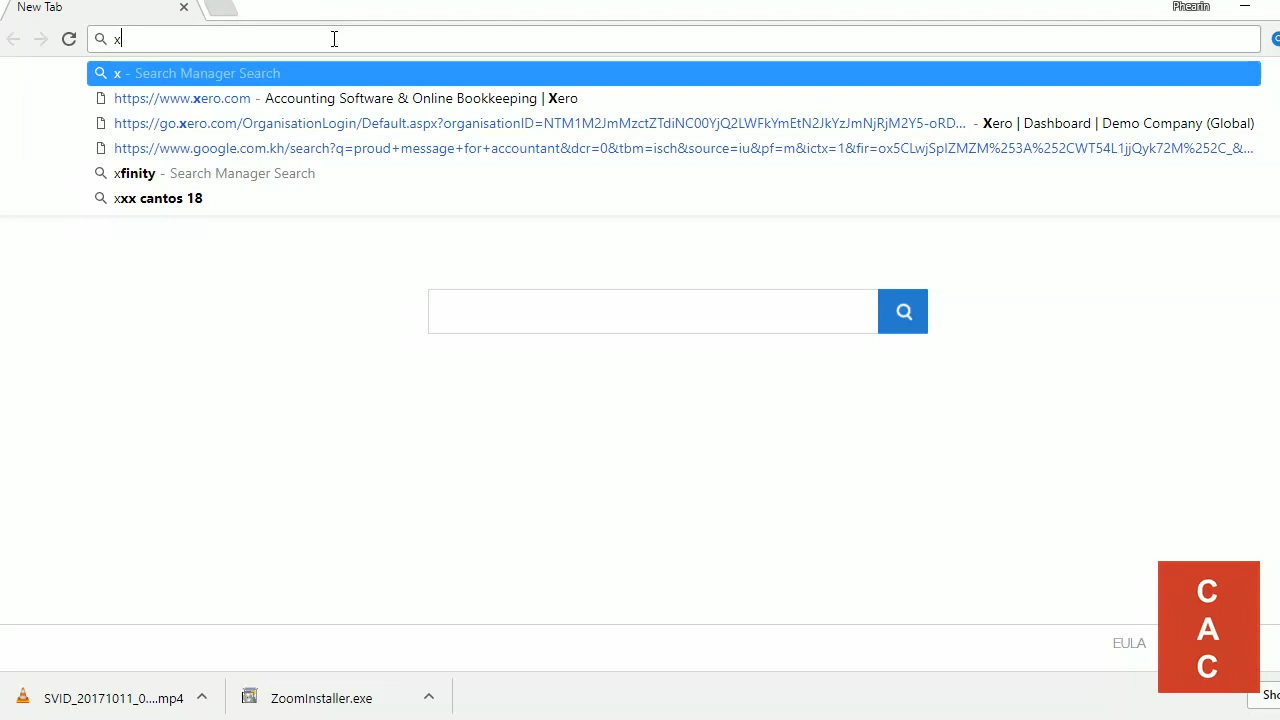 New Tab
Phearin
x
x - Search Manager Search
https://www.xero.com - Accounting Software & Online Bookkeeping | Xero
https://go.xero.com/OrganisationLogin/Default.aspx?organisationID=NTM1M2JmMzctZTdiNC00YjQ2LWFkYmEtN2JkYzJmNjRjM2Y5-oRD... - Xero | Dashboard | Demo Company (Global)
https://www.google.com.kh/search?q=proud+message+for+accountant&dcr=0&tbm=isch&source=iu&pf=m&ictx=1&fir=ox5CLwjSpIZMZM%253A%252CWT54L1jjQyk72M%252C_&...
xfinity - Search Manager Search
xxx cantos 18
EULA
C
A
C
SVID_20171011_0....mp4
ZoomInstaller.exe
Sho